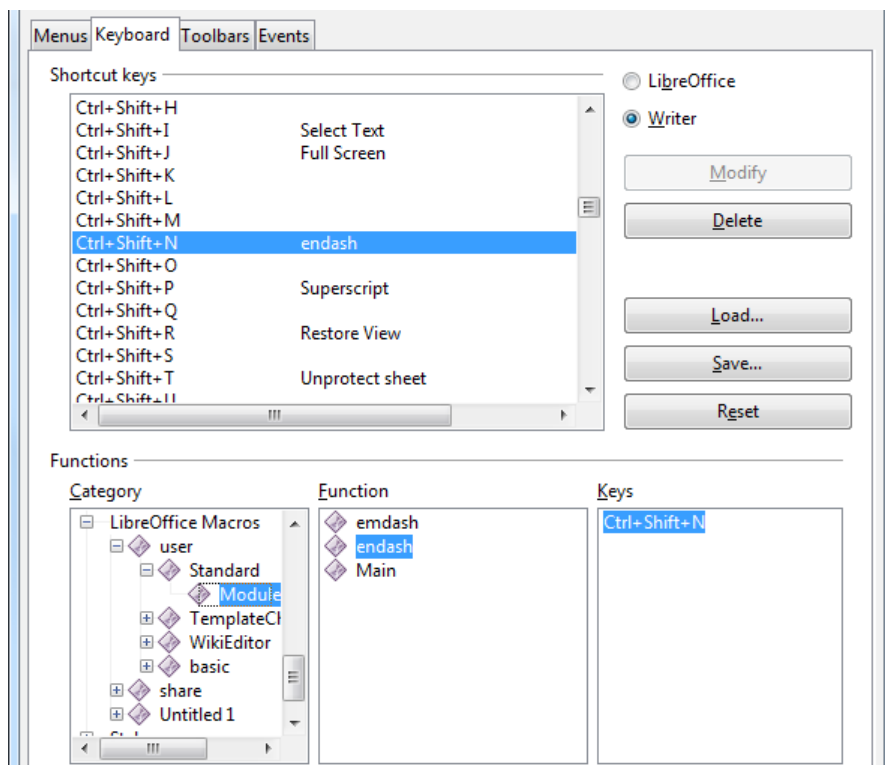 Menus Keyboard Toolbars Events
Shortcut keys
LibreOffice
Writer
Ctrl+Shift+H
Ctrl+Shift+I Select Text
Ctrl+Shift+J Full Screen
Ctrl+Shift+K
Ctrl+Shift+L
Ctrl+Shift+M
Ctrl+Shift+N endash
Ctrl+Shift+O
Ctrl+Shift+P Superscript
Ctrl+Shift+Q
Ctrl+Shift+R Restore View
Ctrl+Shift+S
Ctrl+Shift+T Unprotect sheet
Ctrl+Shift+U
Modify
Delete
Load...
Save...
Reset
Functions
Category
LibreOffice Macros
user
Standard
Module
TemplateCh
WikiEditor
basic
share
Untitled 1
Function
emdash
endash
Main
Keys
Ctrl+Shift+N